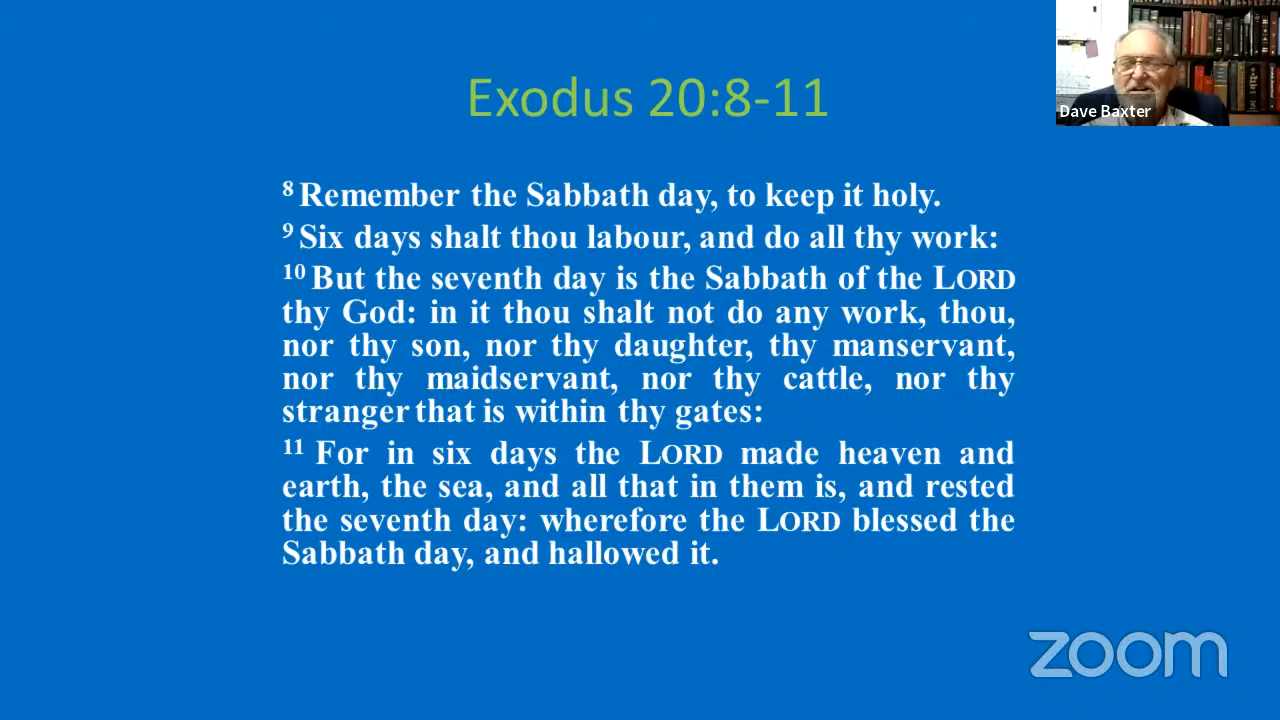 Exodus 20:8-11
Dave Baxter
8 Remember the Sabbath day, to keep it holy.
9 Six days shalt thou labour, and do all thy work:
10 But the seventh day is the Sabbath of the LORD
thy God: in it thou shalt not do any work, thou,
nor thy son, nor thy daughter, thy manservant,
nor thy maidservant, nor thy cattle, nor thy
stranger that is within thy gates:
11 For in six days the LORD made heaven and
earth, the sea, and all that in them is, and rested
the seventh day: wherefore the LORD blessed the
Sabbath day, and hallowed it.
zoom